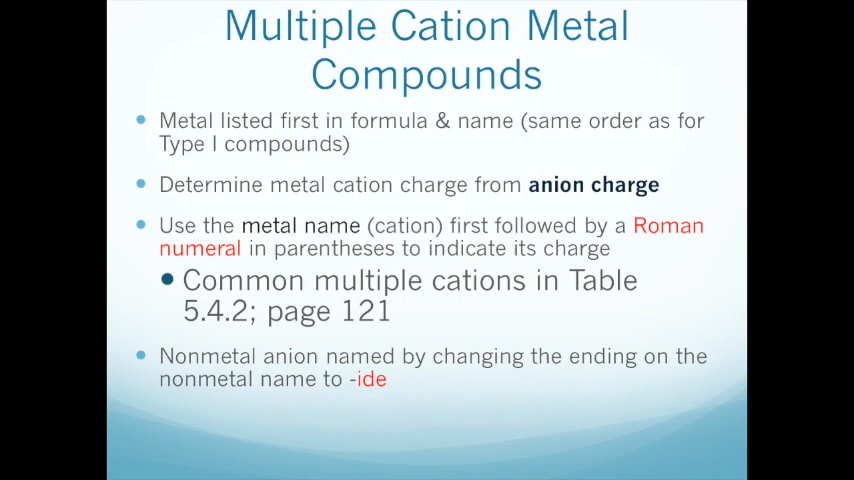 Multiple Cation Metal
Compounds
• Metal listed first in formula & name (same order as for
Type I compounds)
• Determine metal cation charge from anion charge
• Use the metal name (cation) first followed by a Roman
numeral in parentheses to indicate its charge
• Common multiple cations in Table
5.4.2; page 121
• Nonmetal anion named by changing the ending on the
nonmetal name to -ide